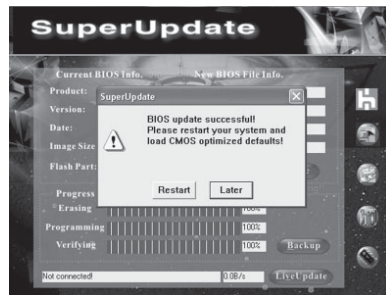 SuperUpdate
Current BIOS Info. New BIOS File Info.
Product:
Version:
Date:
Image Size
Flash Part:
SuperUpdate
BIOS update successful!
Please restart your system and
load CMOS optimized defaults!
Restart Later
Progress
Erasing 100%
Programming 100%
Verifying 100% Backup
Not connected! 0.0B/s LiveUpdate